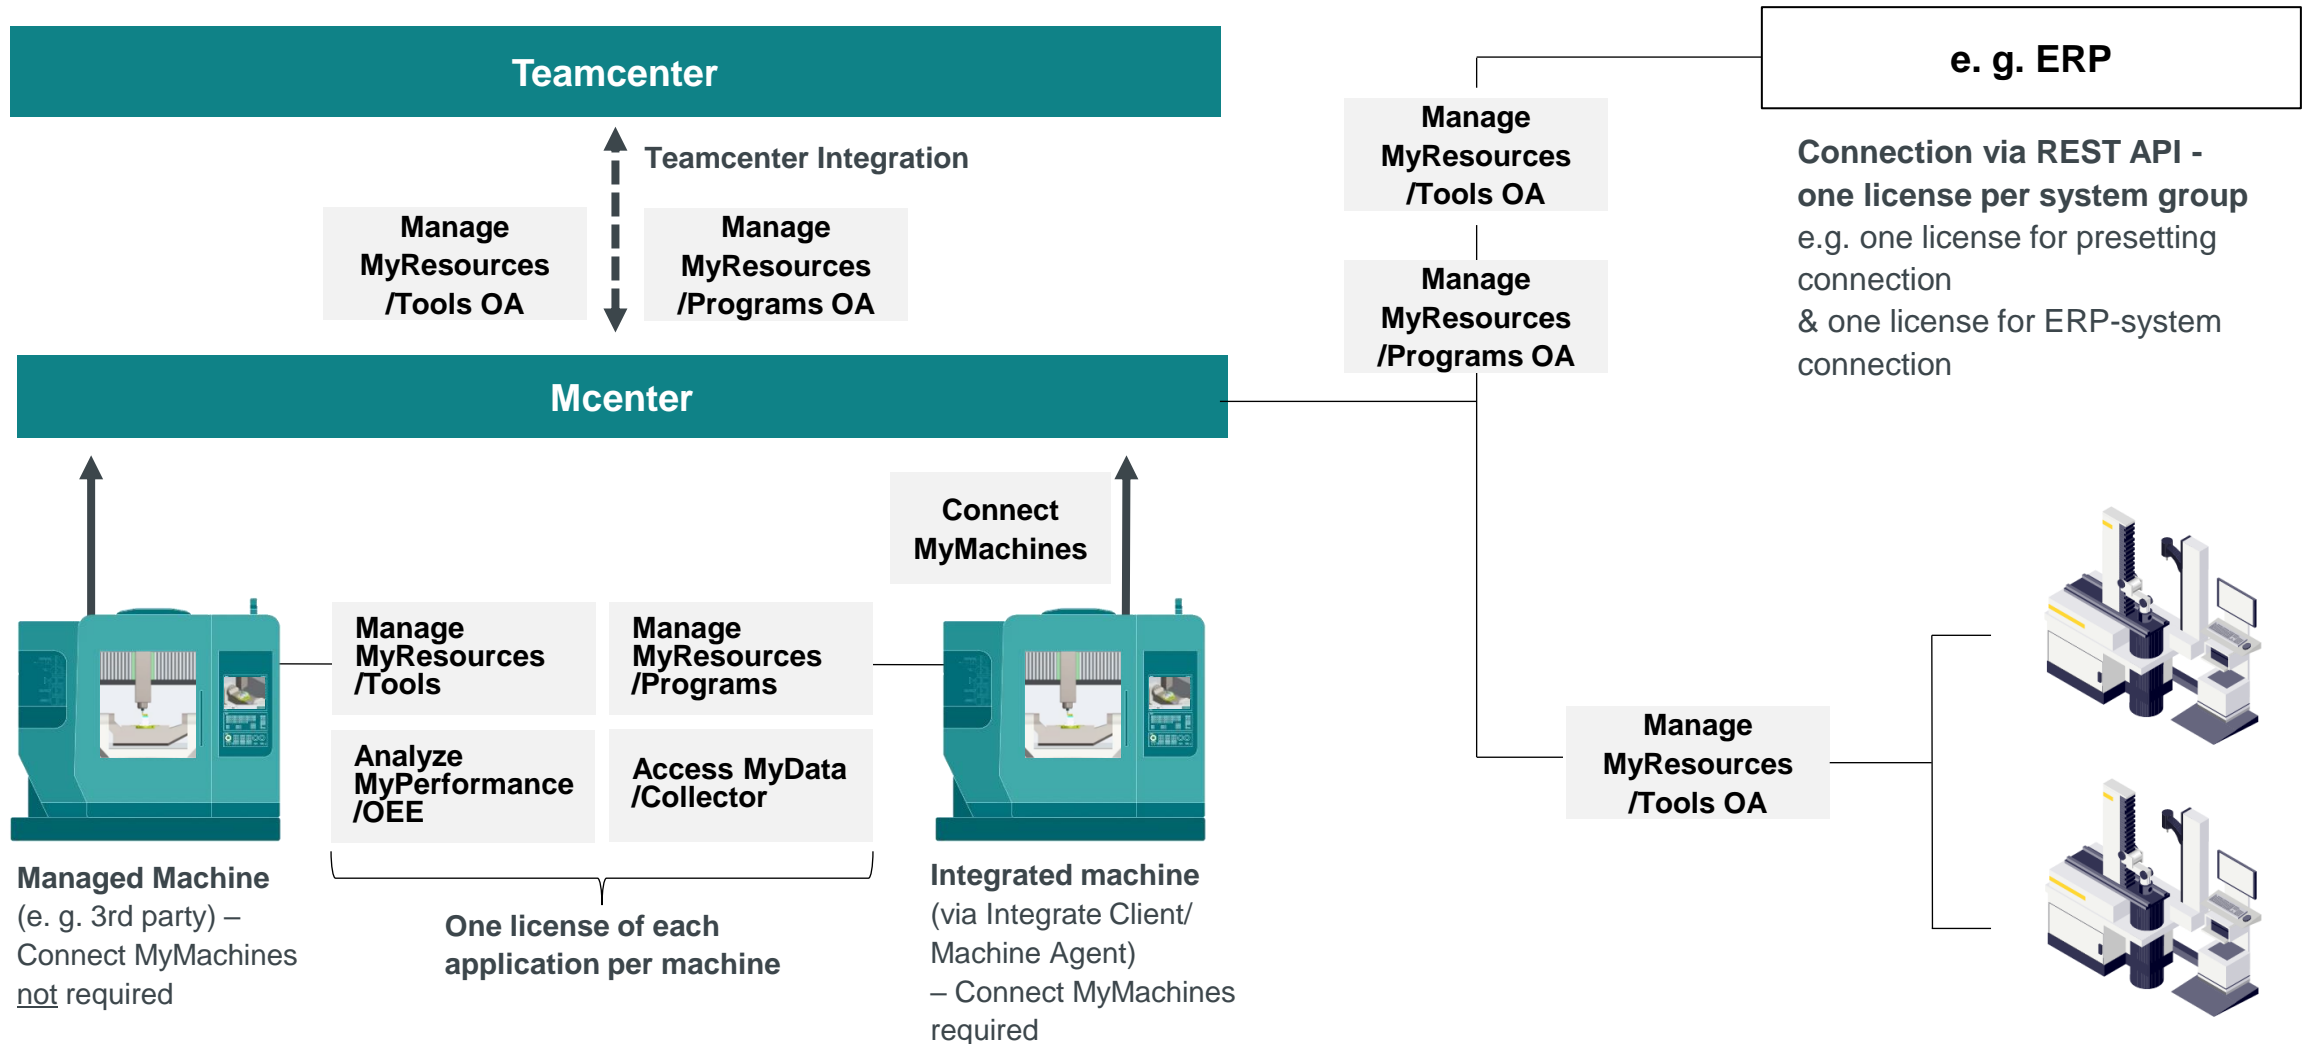 Teamcenter
e. g. ERP
Teamcenter Integration
Manage
MyResources
/Tools OA
Manage
MyResources
/Programs OA
Manage
MyResources
/Tools OA
Manage
MyResources
/Programs OA
Connection via REST API -
one license per system group
e.g. one license for presetting
connection
& one license for ERP-system
connection
Mcenter
Connect
MyMachines
Manage
MyResources
/Tools
Manage
MyResources
/Programs
Analyze
MyPerformance
/OEE
Access MyData
/Collector
Manage
MyResources
/Tools OA
Managed Machine
(e. g. 3rd party) –
Connect MyMachines
not required
One license of each
application per machine
Integrated machine
(via Integrate Client/
Machine Agent)
– Connect MyMachines
required